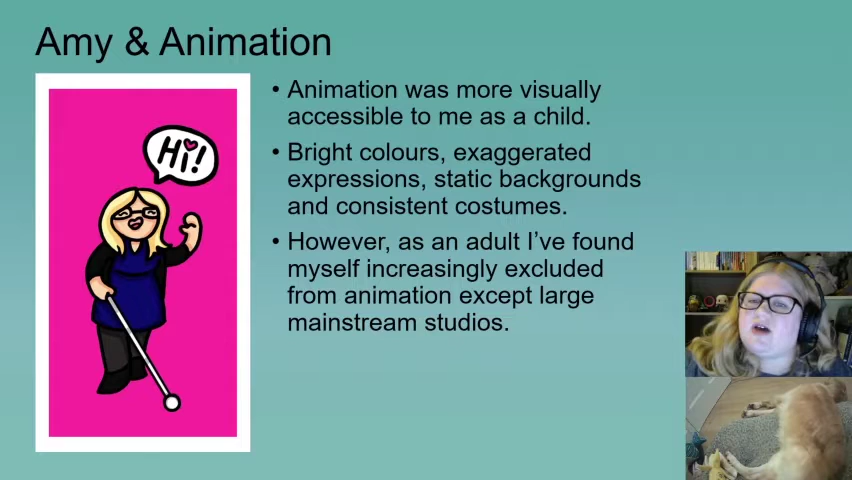 Amy & Animation
Hi!
• Animation was more visually
accessible to me as a child.
• Bright colours, exaggerated
expressions, static backgrounds
and consistent costumes.
• However, as an adult I’ve found
myself increasingly excluded
from animation except large
mainstream studios.